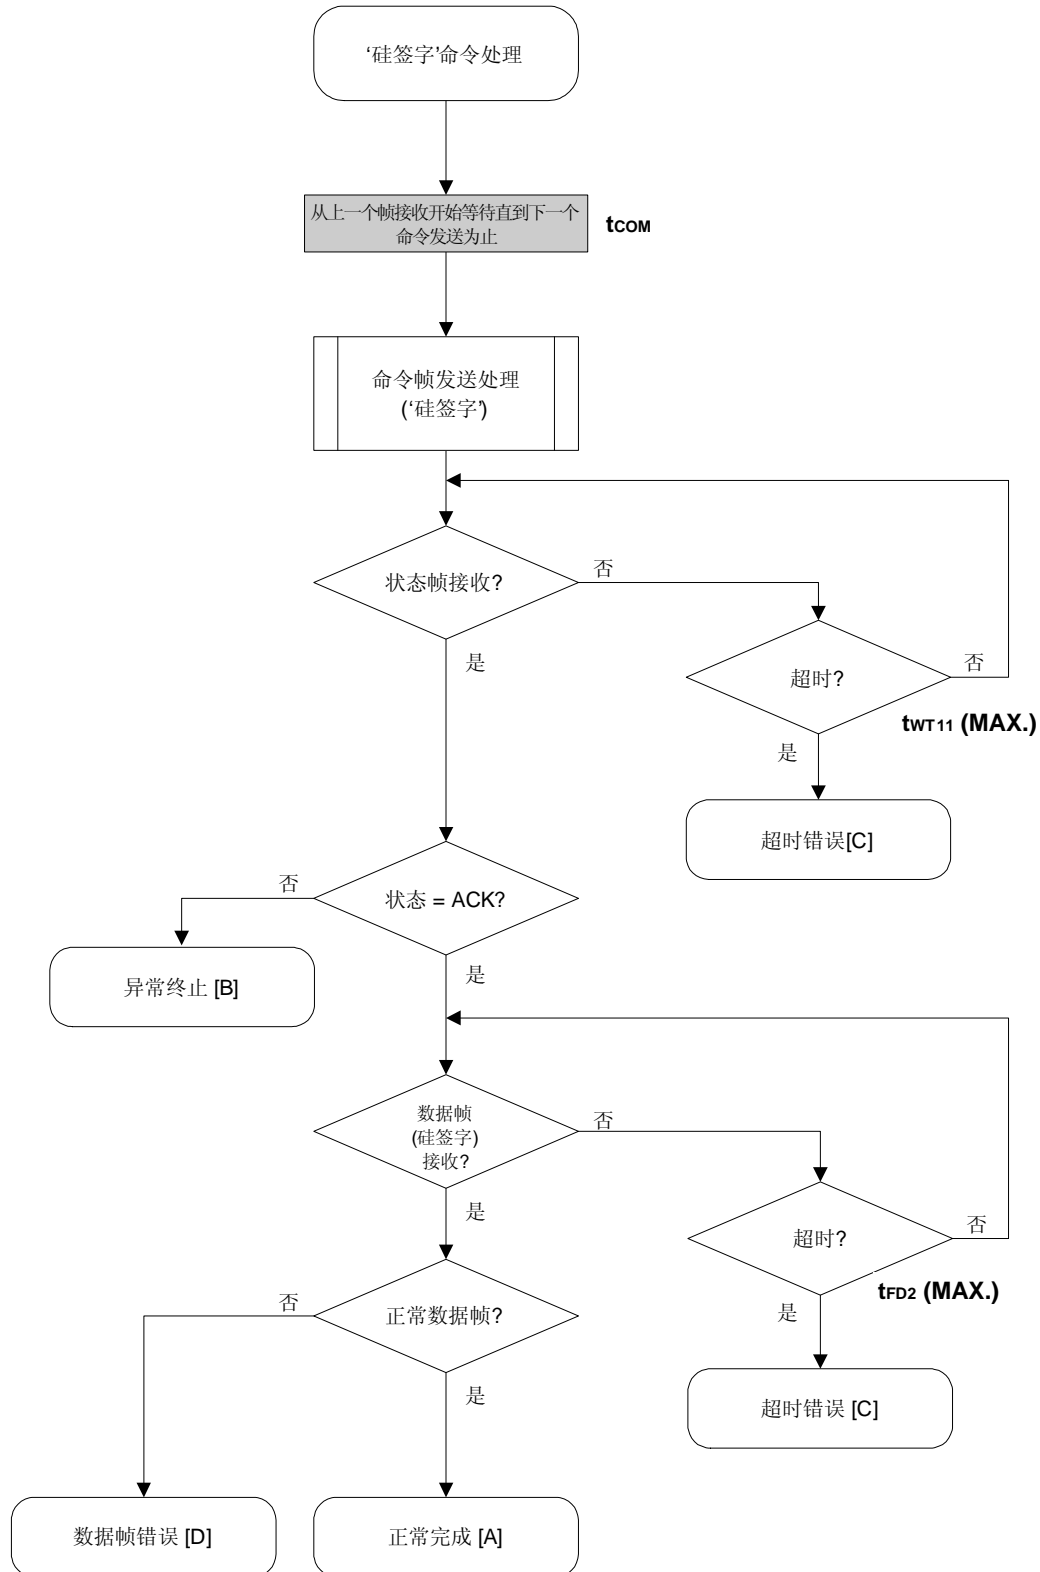 ‘硅签字’命令处理
从上一个帧接收开始等待直到下一个
命令发送为止
tCOM
命令帧发送处理
(‘硅签字’)
状态帧接收?
否
是
超时?
否
tWT11 (MAX.)
是
超时错误[C]
状态 = ACK?
否
是
异常终止 [B]
数据帧
(硅签字)
接收?
否
是
超时?
否
tFD2 (MAX.)
是
超时错误 [C]
正常数据帧?
否
是
数据帧错误 [D]
正常完成 [A]